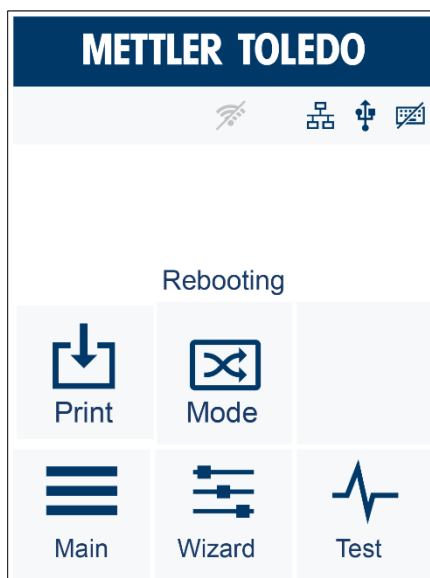 METTLER TOLEDO
Rebooting
Print
Mode
Main
Wizard
Test